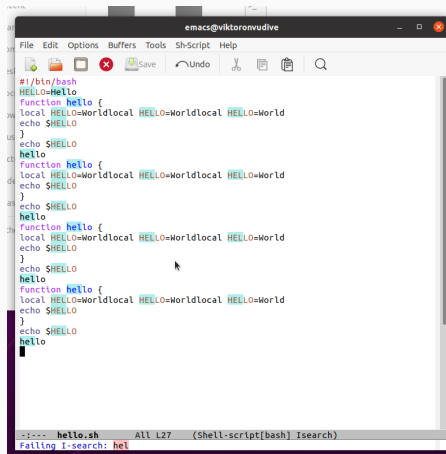 emacs@viktoronvudive
File Edit Options Buffers Tools Sh-Script Help
Save Undo
#!/bin/bash
HELLO=Hello
function hello {
local HELLO=Worldlocal HELLO=Worldlocal HELLO=World
echo $HELLO
}
echo $HELLO
hello
function hello {
local HELLO=Worldlocal HELLO=Worldlocal HELLO=World
echo $HELLO
}
echo $HELLO
hello
function hello {
local HELLO=Worldlocal HELLO=Worldlocal HELLO=World
echo $HELLO
}
echo $HELLO
hello
function hello {
local HELLO=Worldlocal HELLO=Worldlocal HELLO=World
echo $HELLO
}
echo $HELLO
hello
-:--- hello.sh All L27 (Shell-script[bash] Isearch)
Failing I-search: hel